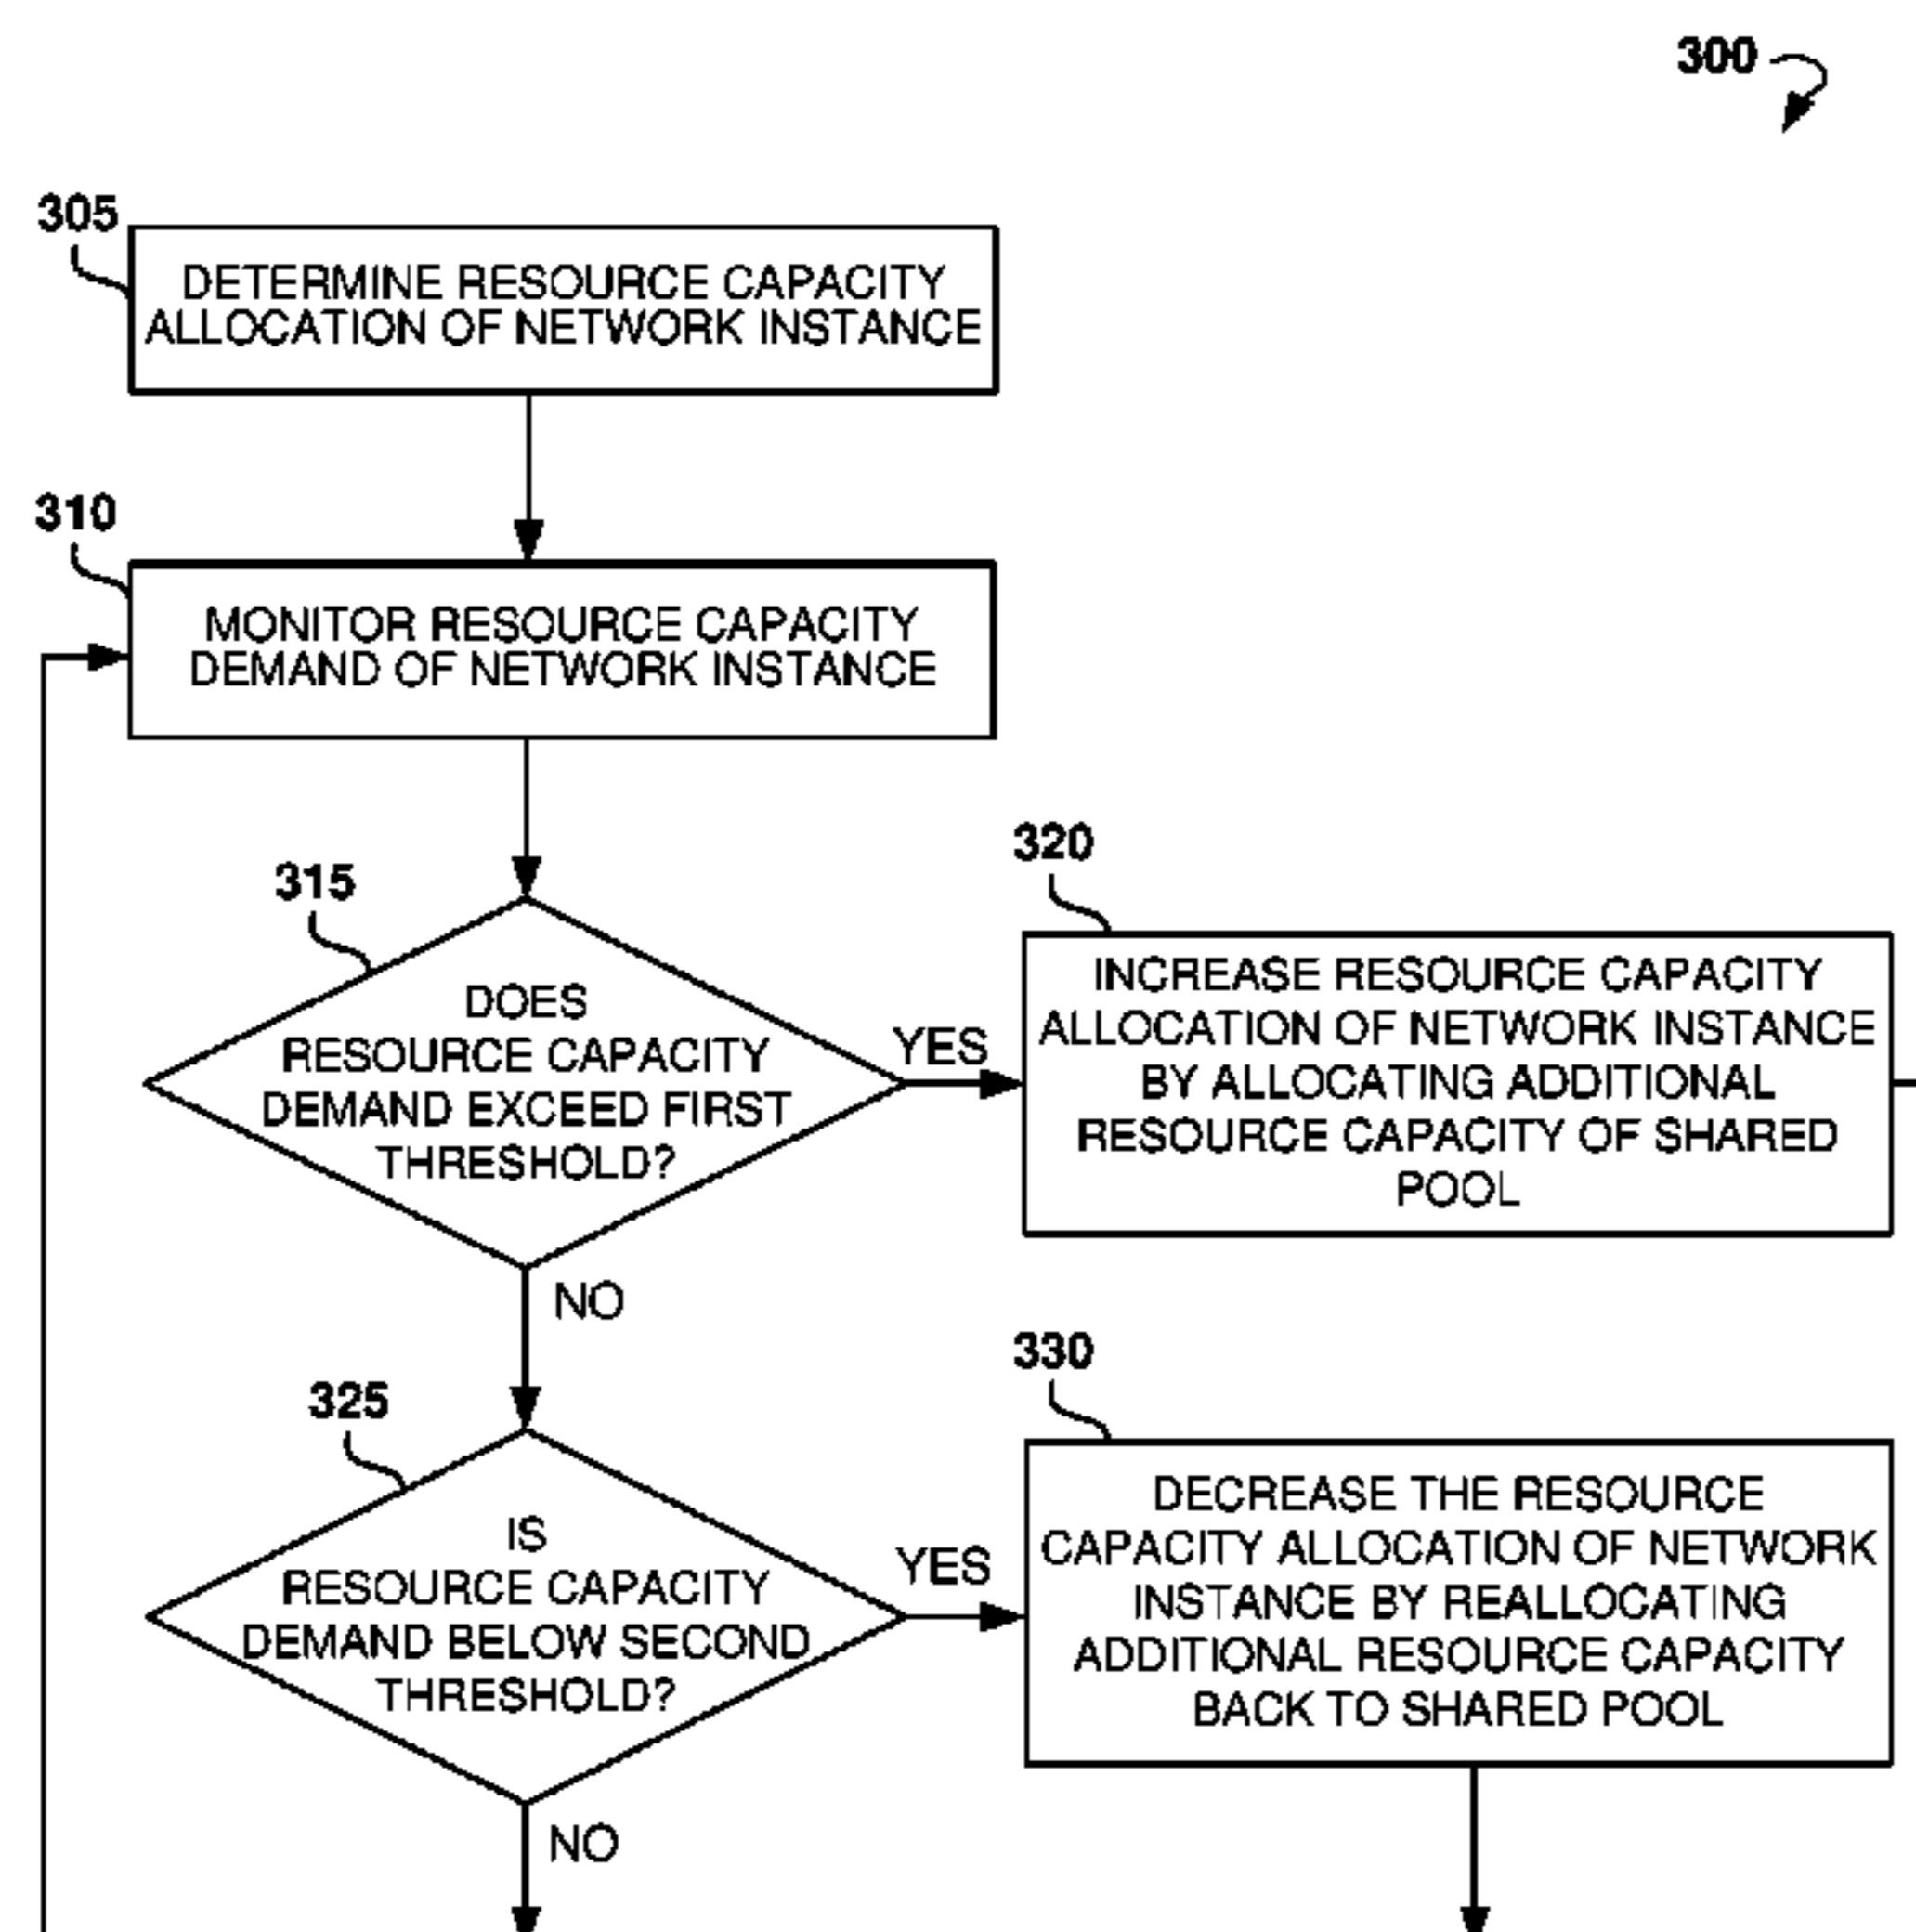 300
305
DETERMINE RESOURCE CAPACITY
ALLOCATION OF NETWORK INSTANCE
310
MONITOR RESOURCE CAPACITY
DEMAND OF NETWORK INSTANCE
315
DOES
RESOURCE CAPACITY
DEMAND EXCEED FIRST
THRESHOLD?
YES
320
INCREASE RESOURCE CAPACITY
ALLOCATION OF NETWORK INSTANCE
BY ALLOCATING ADDITIONAL
RESOURCE CAPACITY OF SHARED
POOL
NO
325
IS
RESOURCE CAPACITY
DEMAND BELOW SECOND
THRESHOLD?
YES
330
DECREASE THE RESOURCE
CAPACITY ALLOCATION OF NETWORK
INSTANCE BY REALLOCATING
ADDITIONAL RESOURCE CAPACITY
BACK TO SHARED POOL
NO